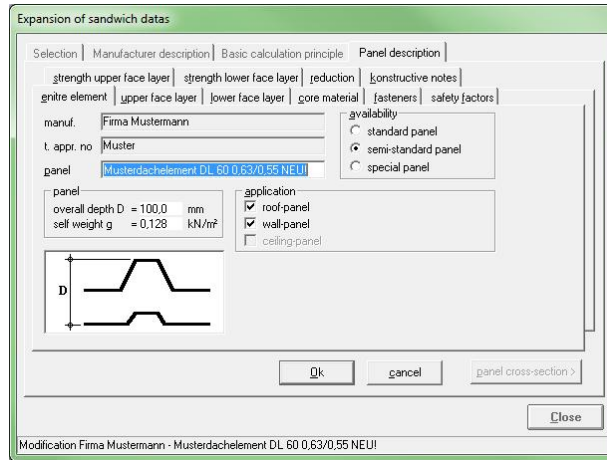 Expansion of sandwich datas
Selection Manufacturer description Basic calculation principle Panel description
strength upper face layer strength lower face layer reduction konstructive notes
enitre element upper face layer lower face layer core material fasteners safety factors
manuf. Firma Mustermann
t. appr. no Muster
panel Musterdachelement DL 60 0,63/0,55 NEU!
availability
standard panel
semi-standard panel
special panel
panel
overall depth D = 100,0 mm
self weight g = 0,128 kN/m²
application
roof-panel
wall-panel
ceiling-panel
D
Ok cancel panel cross-section >
Close
Modification Firma Mustermann - Musterdachelement DL 60 0,63/0,55 NEU!